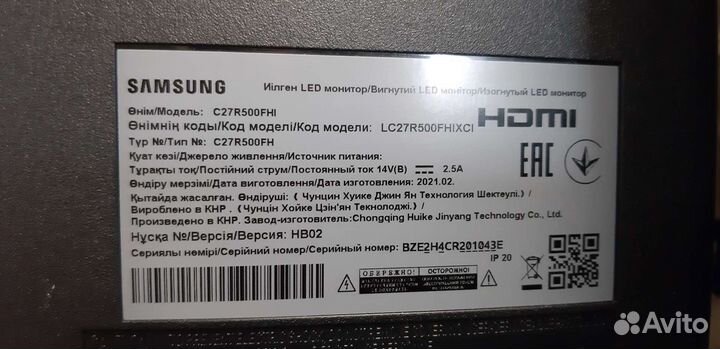 SAMSUNG
Иілген LED монитор/Вигнутий LED монітор/Изогнутый LED монитор
Өнім/Модель: C27R500FHI
Өнімнің коды/Код моделі/Код модели: LC27R500FHIXCI
HDMI
Түр №/Тип №: C27R500FH
Қуат көзі/Джерело живлення/Источник питания:
EAC
Тұрақты тоқ/Постійний струм/Постоянный ток 14V(B) 2.5A
Өндіру мерзімі/Дата виготовлення/Дата изготовления: 2021.02.
Қытайда жасалған. Өндіруші: ( Чунцин Хуике Джин Ян Технология Шектеулі.) /
Вироблено в КНР . (Чунцін Хойке Цзін'ян Текнолоджі.) /
Произведено в КНР. Завод-изготовитель:Chongqing Huike Jinyang Technology Co., Ltd.
Нұсқа №/Версія/Версия: HB02
Сериялы нөмірі/Серійний номер/Серийный номер: BZE2H4CR201043E
IP 20
ОБЕРЕЖНО!
ОСТОРОЖНО!
Avito